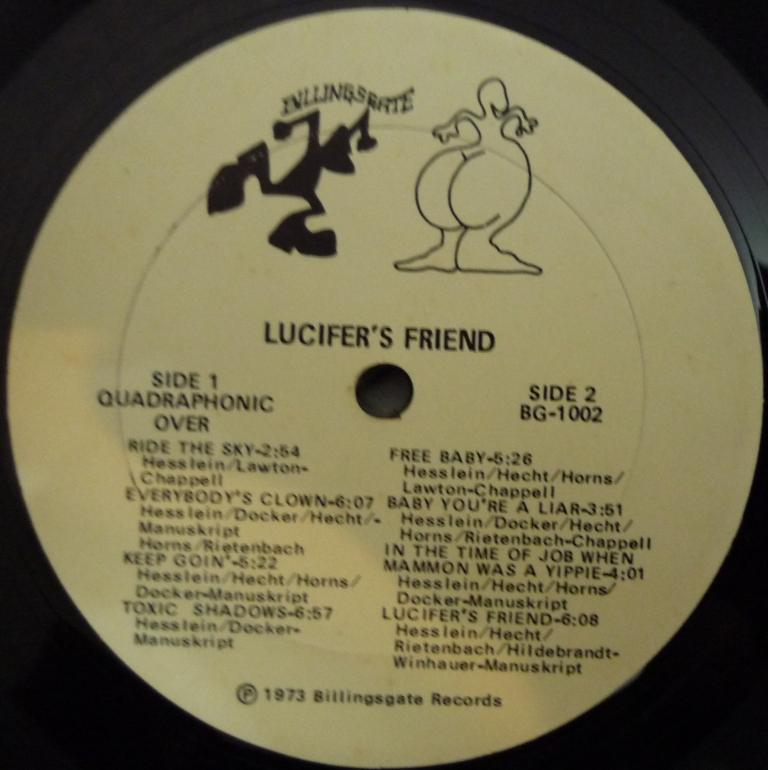 BILLINGSGATE
LUCIFER'S FRIEND
SIDE 1
QUADRAPHONIC
OVER
RIDE THE SKY-2:54
Hesslein/Lawton-
Chappell
EVERYBODY'S CLOWN-6:07
Hesslein/Docker/Hecht/-
Manuskript
Horns/Rietenbach
KEEP GOIN'-5:22
Hesslein/Hecht/Horns/
Docker-Manuskript
TOXIC SHADOWS-6:57
Hesslein/Docker-
Manuskript
SIDE 2
BG-1002
FREE BABY-5:26
Hesslein/Hecht/Horns/
Lawton-Chappell
BABY YOU'RE A LIAR-3:51
Hesslein/Docker/Hecht/
Horns/Rietenbach-Chappell
IN THE TIME OF JOB WHEN
MAMMON WAS A YIPPIE-4:01
Hesslein/Hecht/Horns/
Docker-Manuskript
LUCIFER'S FRIEND-6:08
Hesslein/Hecht/
Rietenbach/Hildebrandt-
Winhauer-Manuskript
℗ 1973 Billingsgate Records